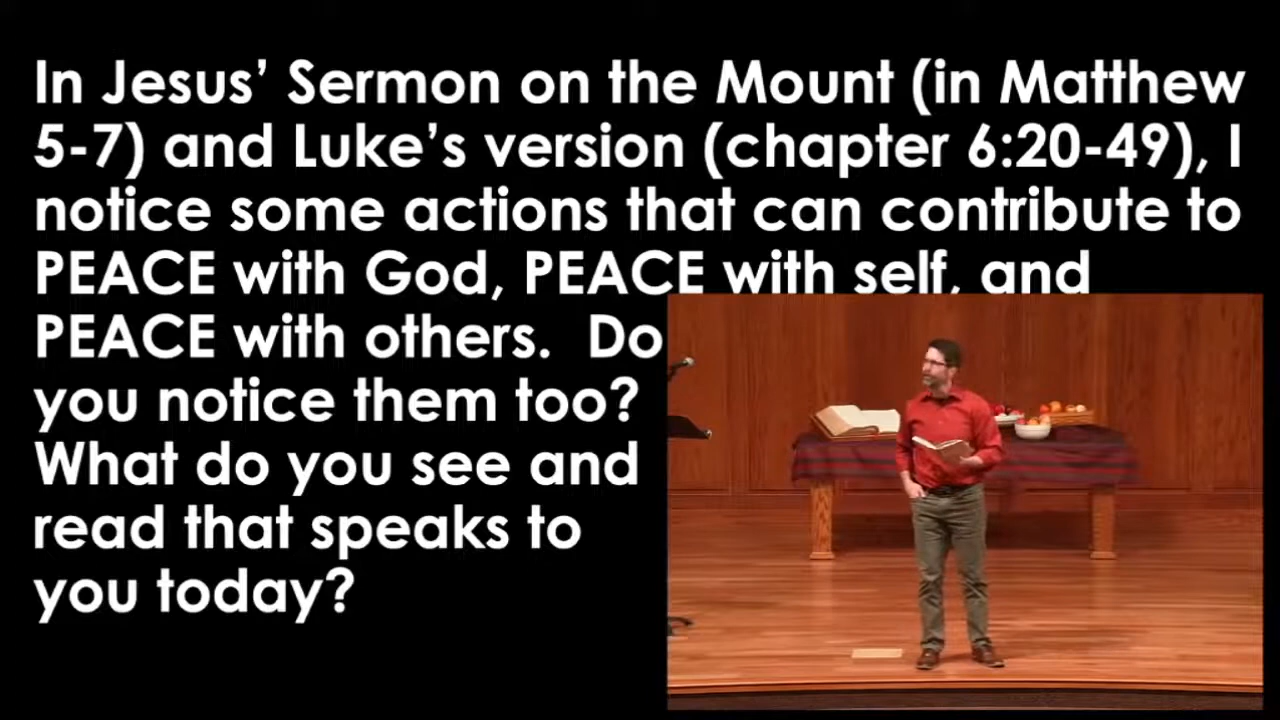 In Jesus’ Sermon on the Mount (in Matthew
5-7) and Luke’s version (chapter 6:20-49), I
notice some actions that can contribute to
PEACE with God, PEACE with self, and
PEACE with others.  Do
you notice them too?
What do you see and
read that speaks to
you today?